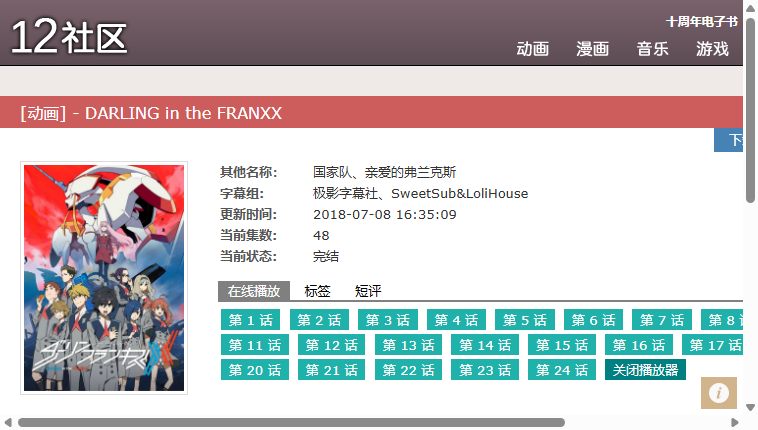 12社区
十周年电子书
动画 漫画 音乐 游戏
[动画] - DARLING in the FRANXX
其他名称: 国家队、亲爱的弗兰克斯
字幕组: 极影字幕社、SweetSub&LoliHouse
更新时间: 2018-07-08 16:35:09
当前集数: 48
当前状态: 完结
在线播放 标签 短评
第 1 话 第 2 话 第 3 话 第 4 话 第 5 话 第 6 话 第 7 话 第 8
第 11 话 第 12 话 第 13 话 第 14 话 第 15 话 第 16 话 第 17 话
第 20 话 第 21 话 第 22 话 第 23 话 第 24 话 关闭播放器